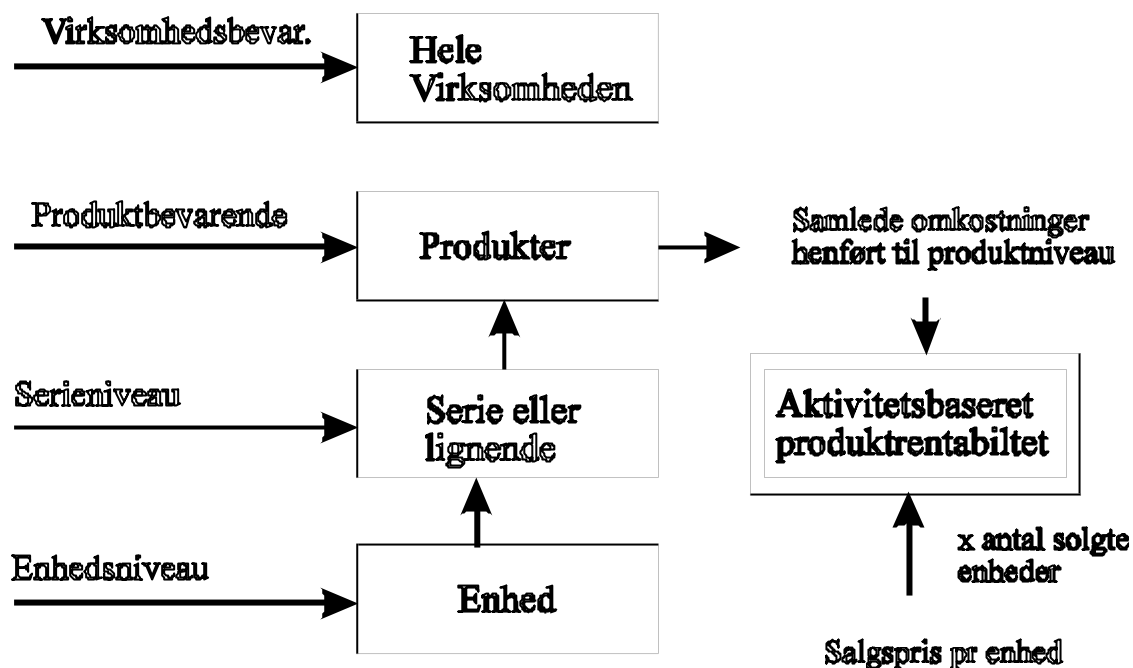 Virksomhedsbevar.
Hele
Virksomheden
Produktbevarende
Produkter
Samlede omkostninger
henført til produktniveau
Serieniveau
Serie eller
lignende
Aktivitetsbaseret
produktrentabiltet
Enhedsniveau
Enhed
x antal solgte
enheder
Salgspris pr enhed